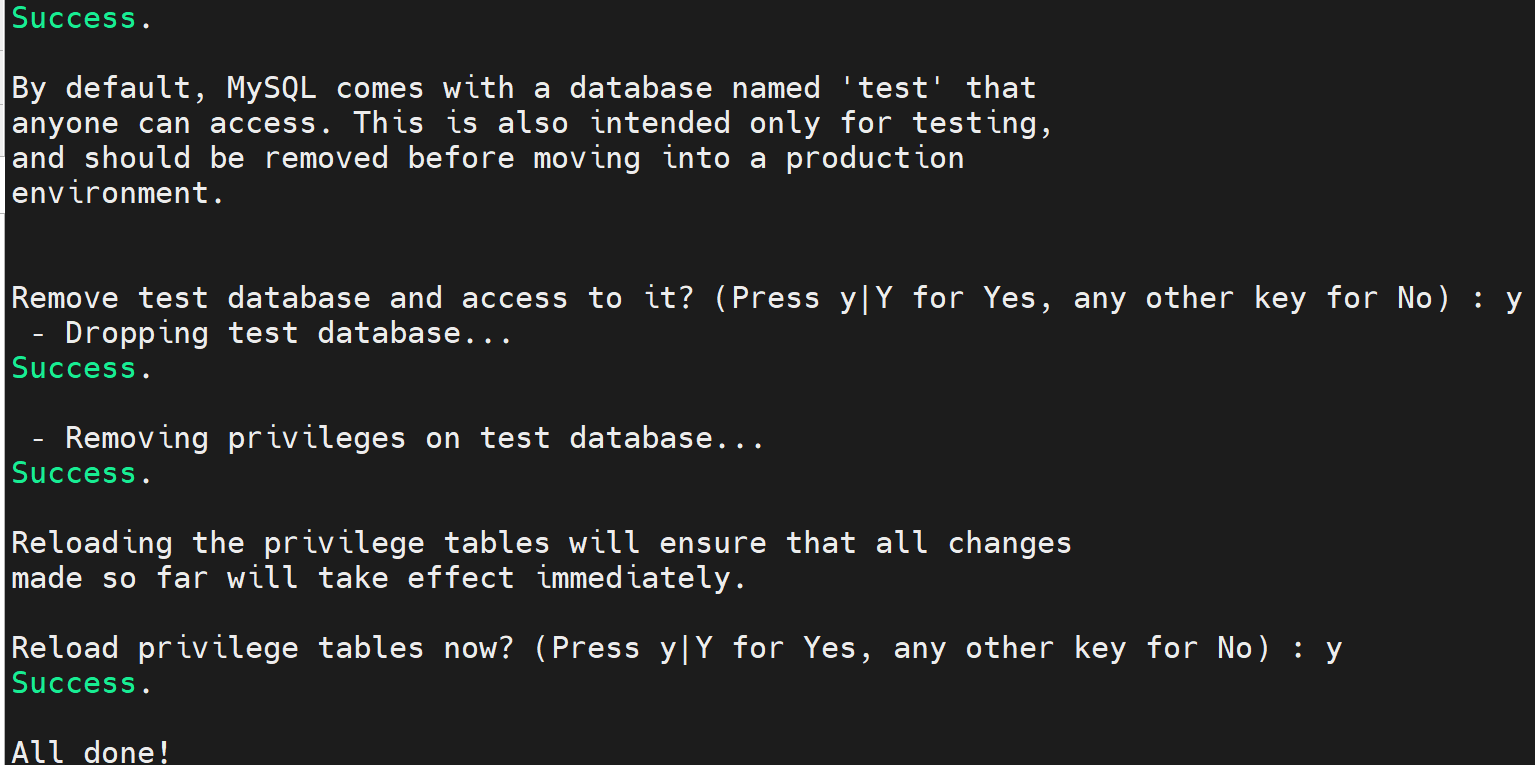 Success.
By default, MySQL comes with a database named 'test' that
anyone can access. This is also intended only for testing,
and should be removed before moving into a production
environment.
Remove test database and access to it? (Press y|Y for Yes, any other key for No) : y
 - Dropping test database...
Success.
 - Removing privileges on test database...
Success.
Reloading the privilege tables will ensure that all changes
made so far will take effect immediately.
Reload privilege tables now? (Press y|Y for Yes, any other key for No) : y
Success.
All done!